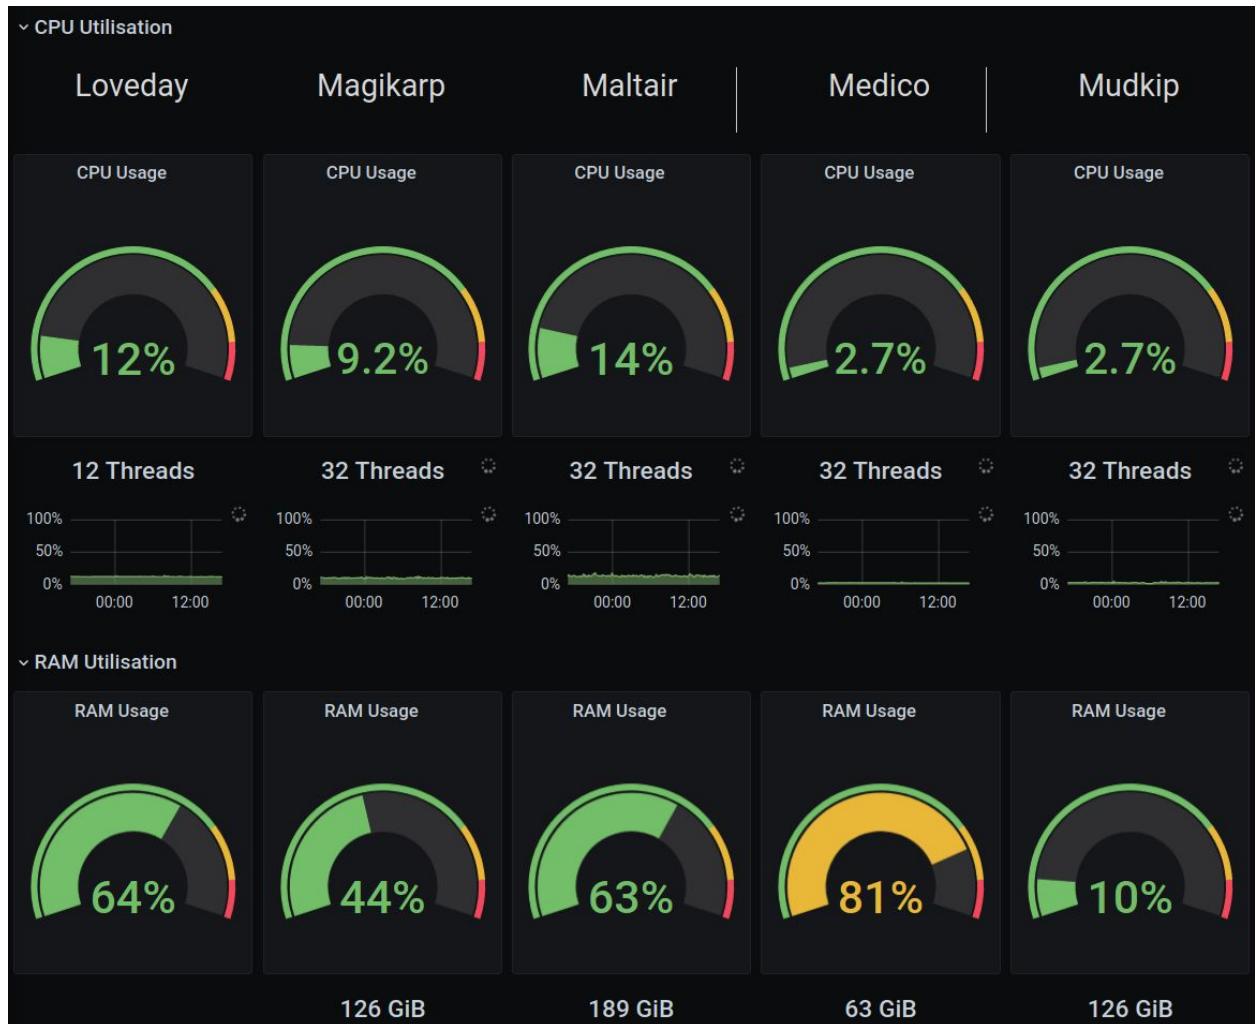 CPU Utilisation
Loveday Magikarp Maltair Medico Mudkip
CPU Usage CPU Usage CPU Usage CPU Usage CPU Usage
12% 9.2% 14% 2.7% 2.7%
12 Threads 32 Threads 32 Threads 32 Threads 32 Threads
100% 100% 100% 100% 100%
50% 50% 50% 50% 50%
0% 0% 0% 0% 0%
00:00 12:00 00:00 12:00 00:00 12:00 00:00 12:00 00:00 12:00
RAM Utilisation
RAM Usage RAM Usage RAM Usage RAM Usage RAM Usage
64% 44% 63% 81% 10%
126 GiB 189 GiB 63 GiB 126 GiB